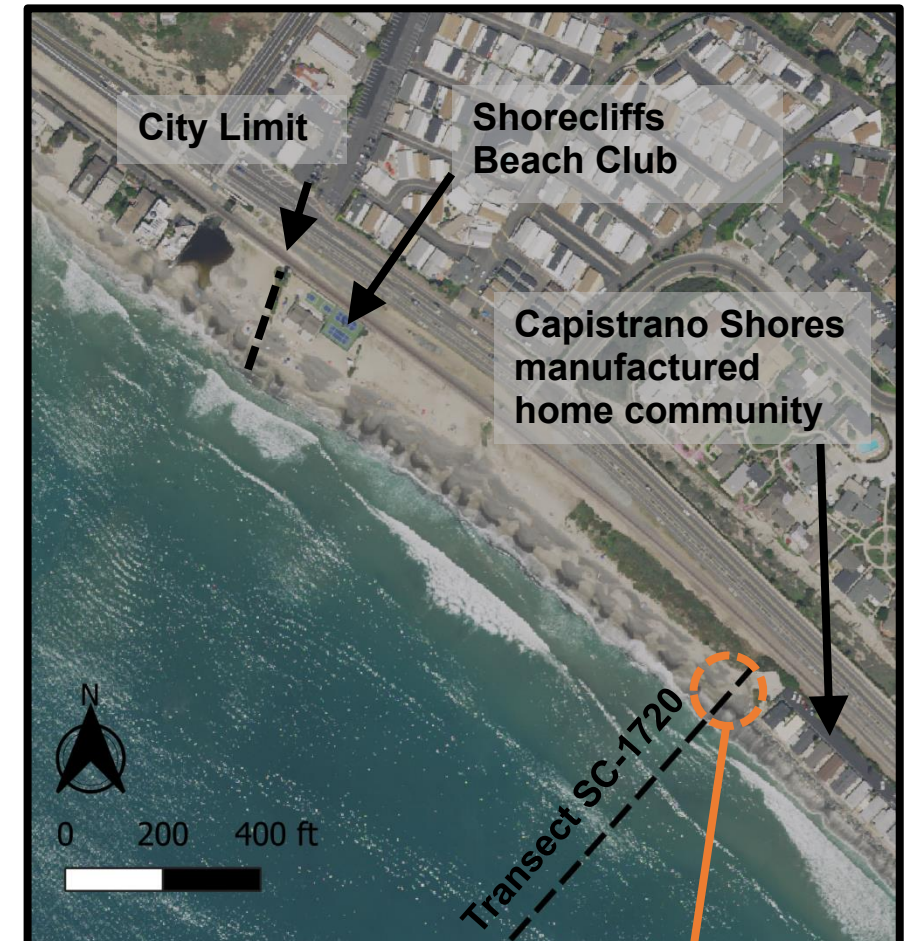 City Limit
Shorecliffs
Beach Club
Capistrano Shores
manufactured
home community
Transect SC-1720
N
0 200 400 ft